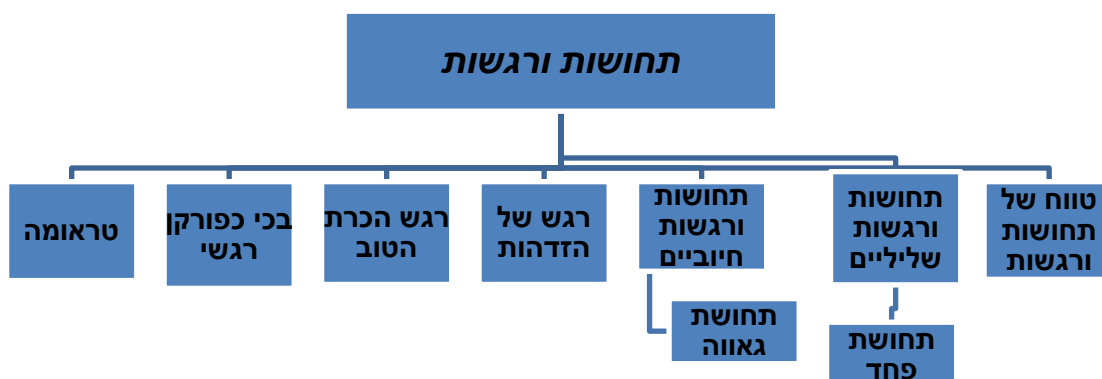 תחושות ורגשות
טווח של
תחושות
ורגשות
תחושות
ורגשות
שליליים
תחושות
ורגשות
חיוביים
רגש של
הזדהות
רגש הכרת
הטוב
בכי כפורקן
רגשי
טראומה
תחושת
פחד
תחושת
גאווה